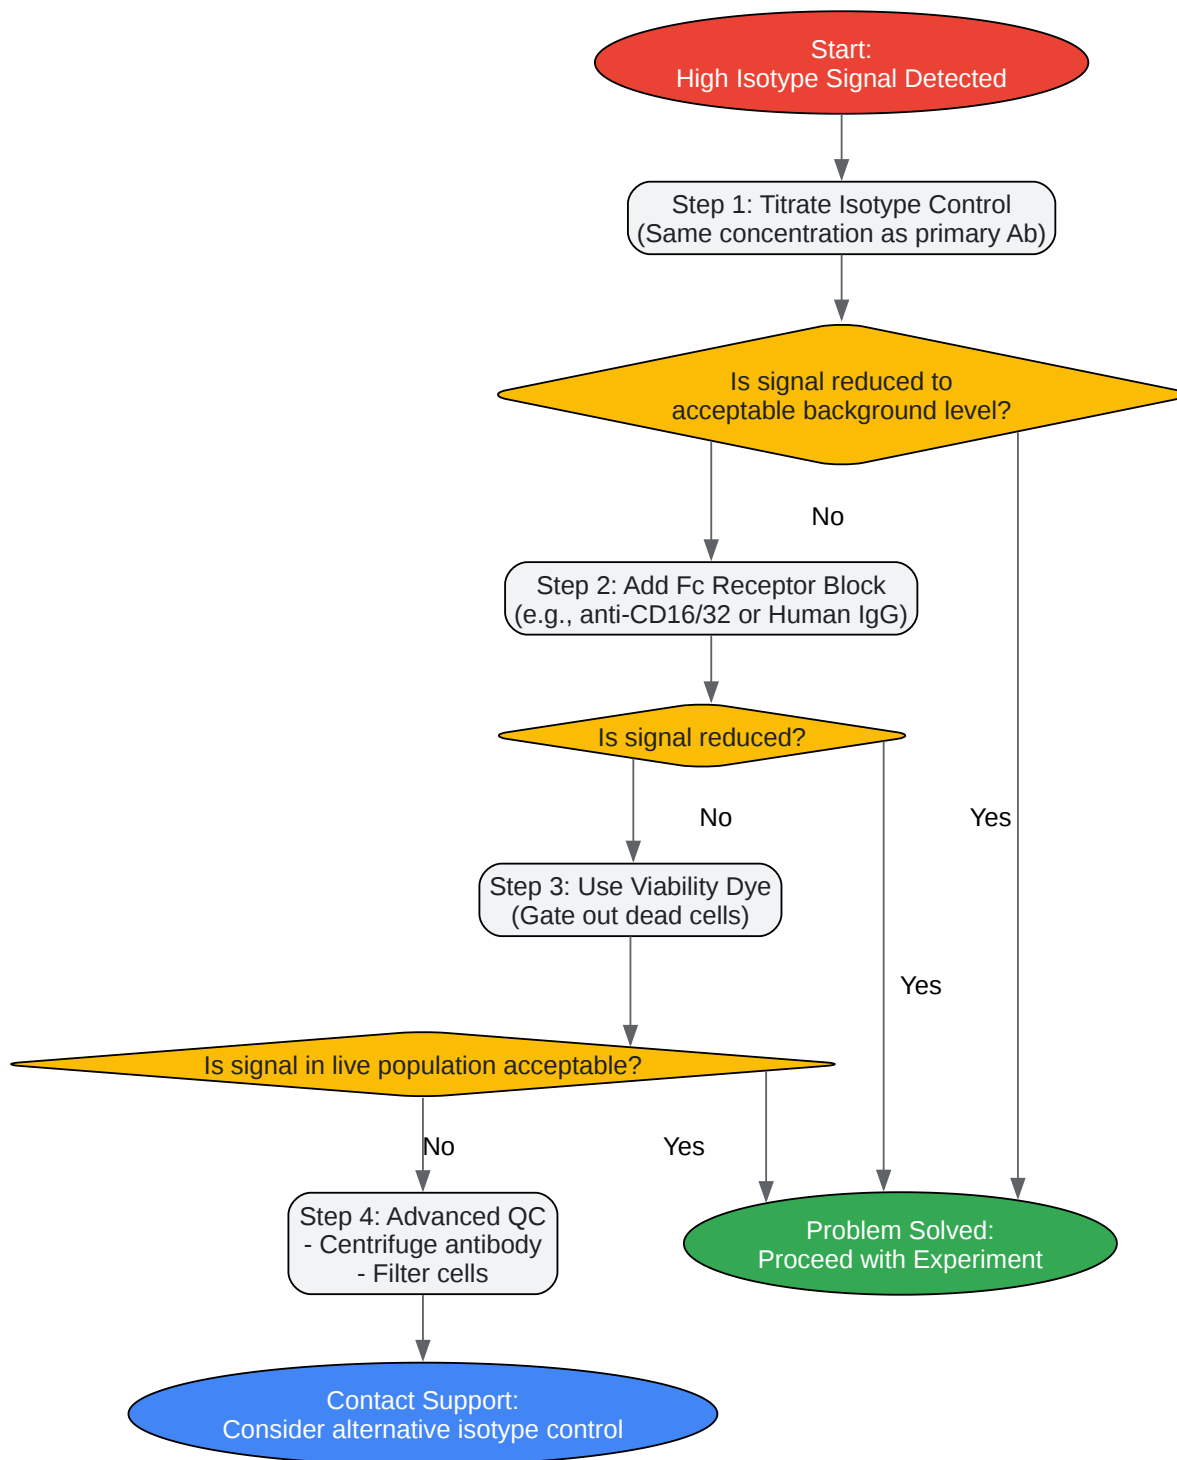 Start:
High Isotype Signal Detected
Step 1: Titrate Isotype Control
(Same concentration as primary Ab)
Is signal reduced to
acceptable background level?
No
Step 2: Add Fc Receptor Block
(e.g., anti-CD16/32 or Human IgG)
Is signal reduced?
No
Yes
Step 3: Use Viability Dye
(Gate out dead cells)
Yes
Is signal in live population acceptable?
No
Yes
Step 4: Advanced QC
- Centrifuge antibody
- Filter cells
Problem Solved:
Proceed with Experiment
Contact Support:
Consider alternative isotype control